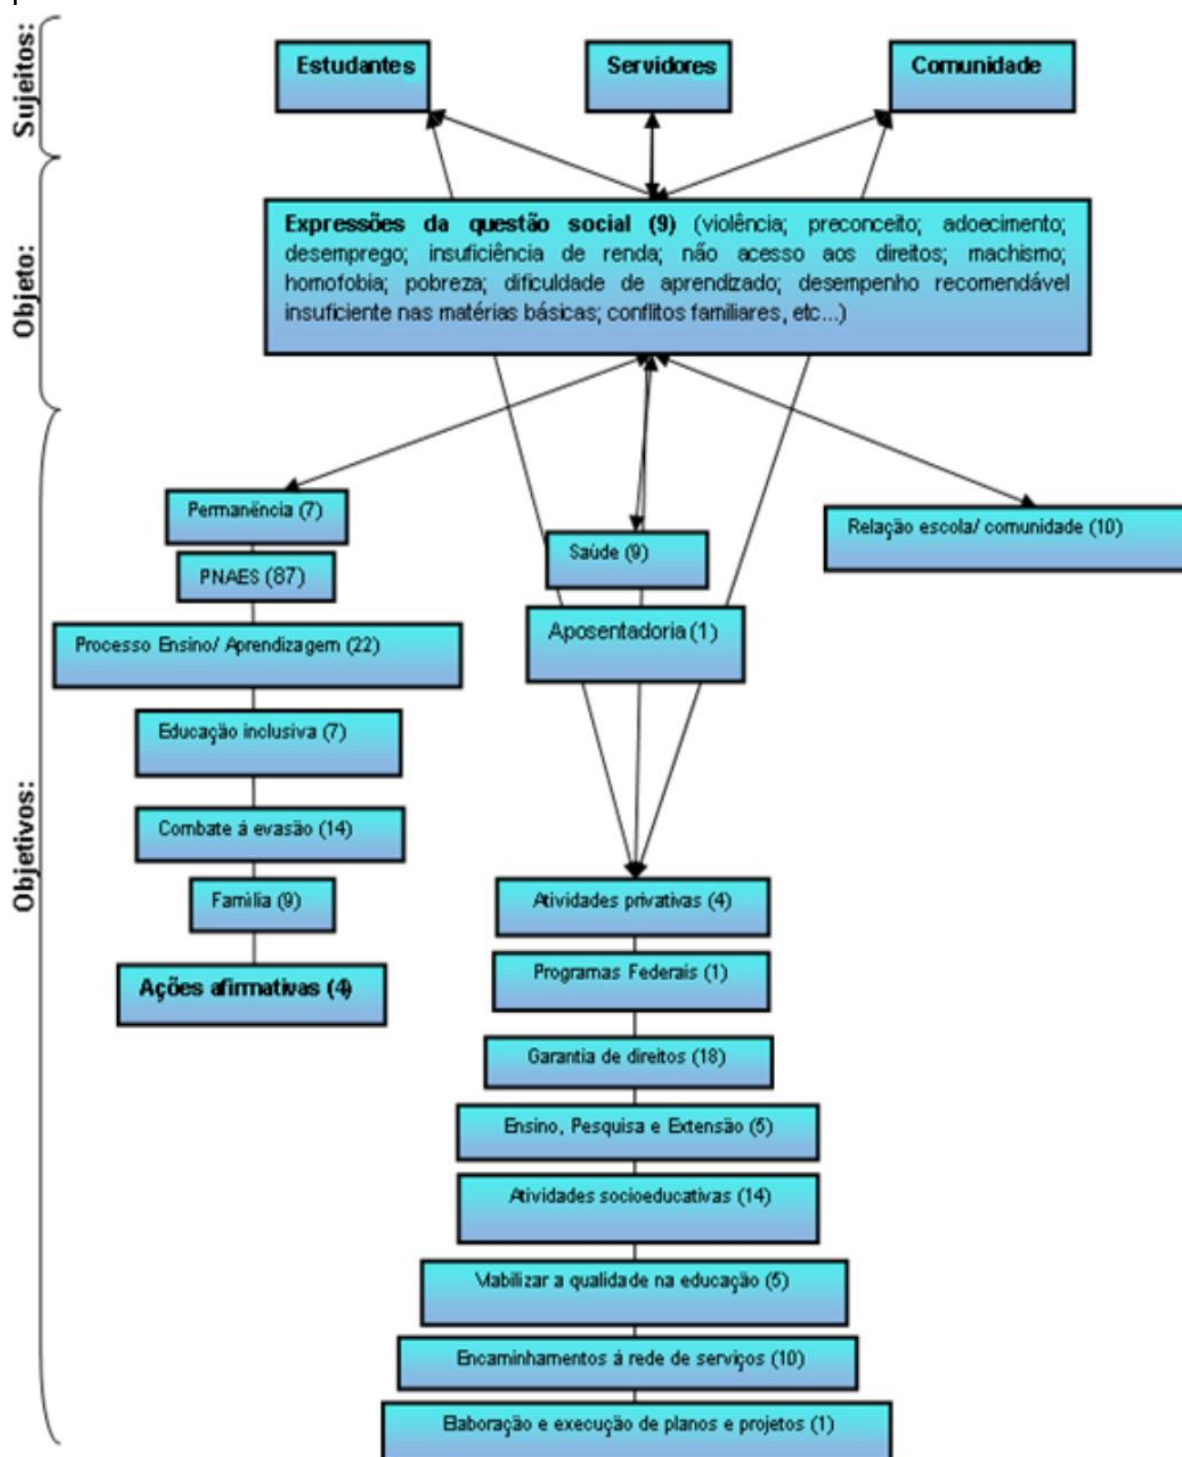 Sujeitos:
Estudantes
Servidores
Comunidade
Objeto:
Expressões da questão social (9) (violência; preconceito; adoecimento;
desemprego; insuficiência de renda; não acesso aos direitos; machismo;
homofobia; pobreza; dificuldade de aprendizado; desempenho recomendável
insuficiente nas matérias básicas; conflitos familiares, etc...)
Objetivos:
Permanência (7)
PNAES (87)
Processo Ensino/ Aprendizagem (22)
Educação inclusiva (7)
Combate á evasão (14)
Familia (9)
Ações afirmativas (4)
Saúde (9)
Aposentadoria (1)
Relação escola/ comunidade (10)
Atividades privativas (4)
Programas Federais (1)
Garantia de direitos (18)
Ensino, Pesquisa e Extensão (5)
Atividades socioeducativas (14)
Viabilizar a qualidade na educação (5)
Encaminhamentos á rede de serviços (10)
Elaboração e execução de planos e projetos (1)